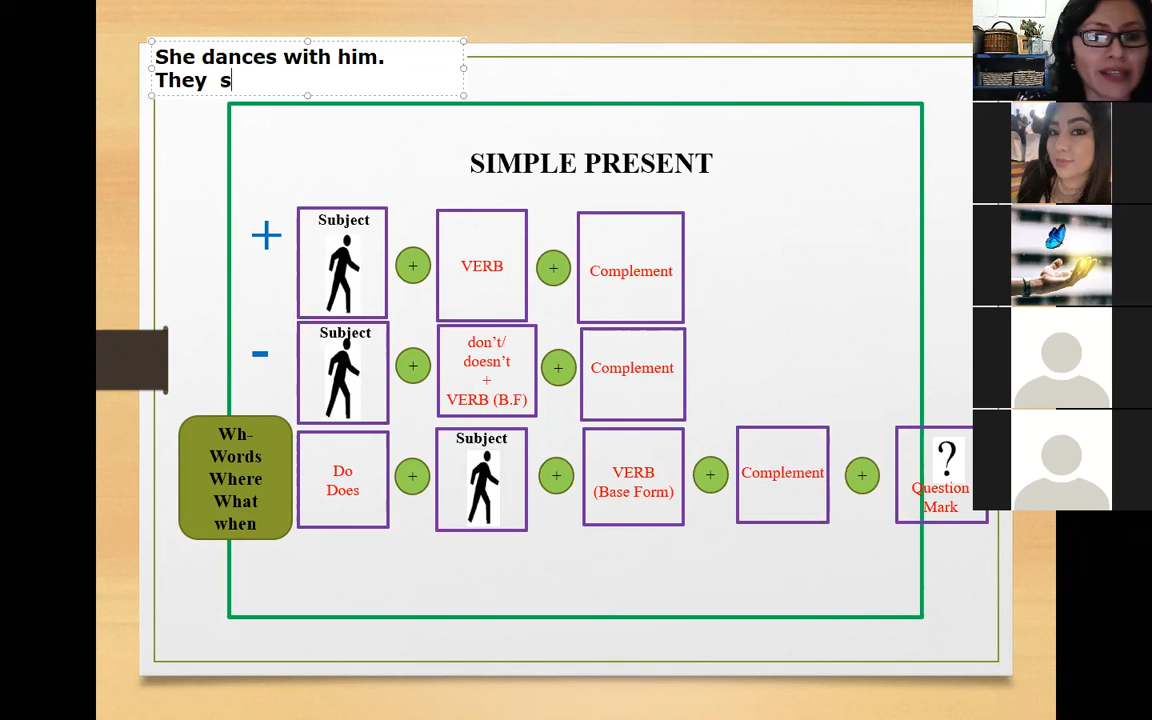 She dances with him.
They  s
SIMPLE PRESENT
+
Subject
+
VERB
+
Complement
-
Subject
+
don't/
doesn't
+
VERB (B.F)
+
Complement
Wh-
Words
Where
What
when
Do
Does
+
Subject
+
VERB
(Base Form)
+
Complement
+
?
Question
Mark